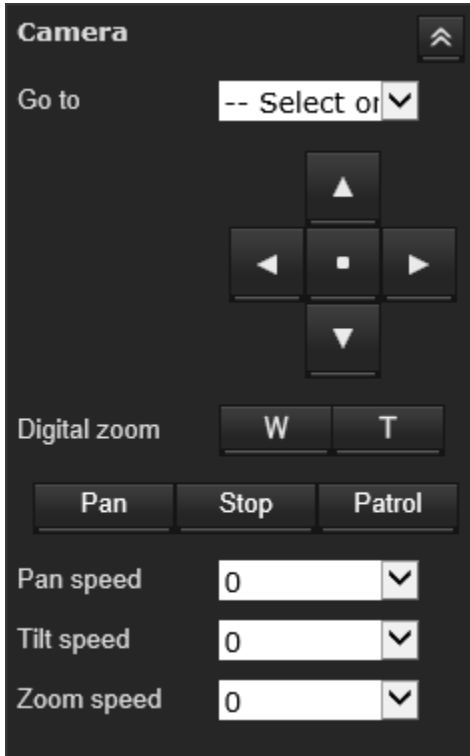 Camera
Go to -- Select or
Digital zoom W T
Pan Stop Patrol
Pan speed 0
Tilt speed 0
Zoom speed 0